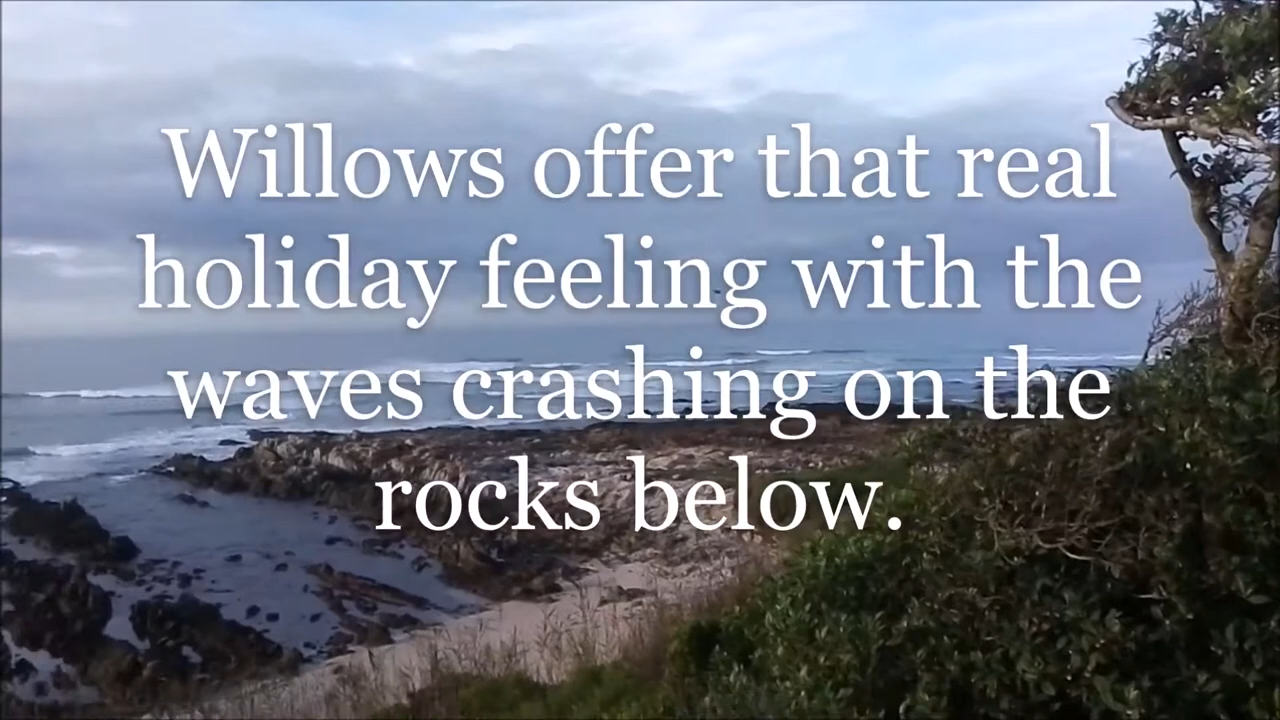 Willows offer that real
holiday feeling with the
waves crashing on the
rocks below.